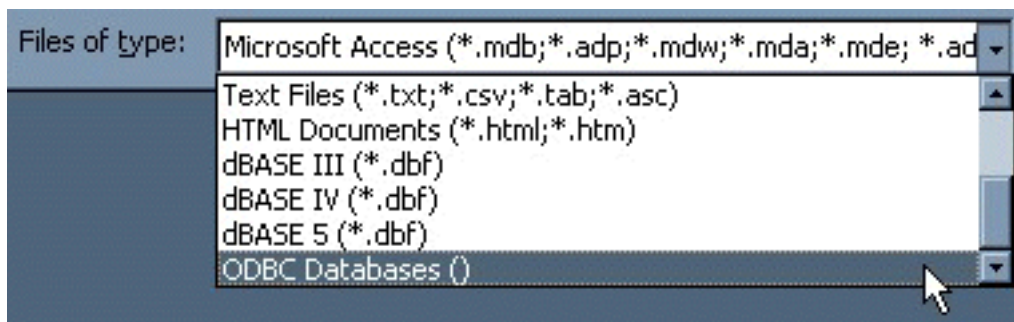 Files of type: Microsoft Access (*.mdb;*.adp;*.mdw;*.mda;*.mde; *.ad
Text Files (*.txt;*.csv;*.tab;*.asc)
HTML Documents (*.html;*.htm)
dBASE III (*.dbf)
dBASE IV (*.dbf)
dBASE 5 (*.dbf)
ODBC Databases ()